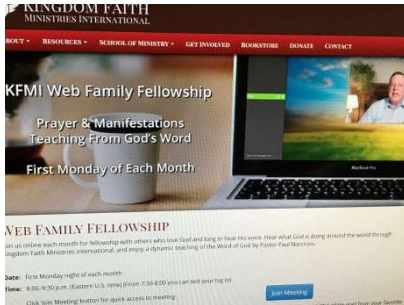 KINGDOM FAITH
MINISTRIES INTERNATIONAL
ABOUT RESOURCES SCHOOL OF MINISTRY GET INVOLVED BOOKSTORE DONATE CONTACT
KFMI Web Family Fellowship
Prayer & Manifestations
Teaching From God's Word
First Monday of Each Month
MacBook Pro
WEB FAMILY FELLOWSHIP
Join us online each month for fellowship with others who love God and long to hear His voice. Hear what God is doing around the world through
Kingdom Faith Ministries International, and enjoy a dynamic teaching of the Word of God by Pastor Paul Norcross.
Date: First Monday night of each month
Time: 8:00-9:30 p.m. (Eastern U.S. time) (From 7:30-8:00 you can test your log in)
Click 'Join Meeting' button for quick access to meeting.
Join Meeting
from your favorite